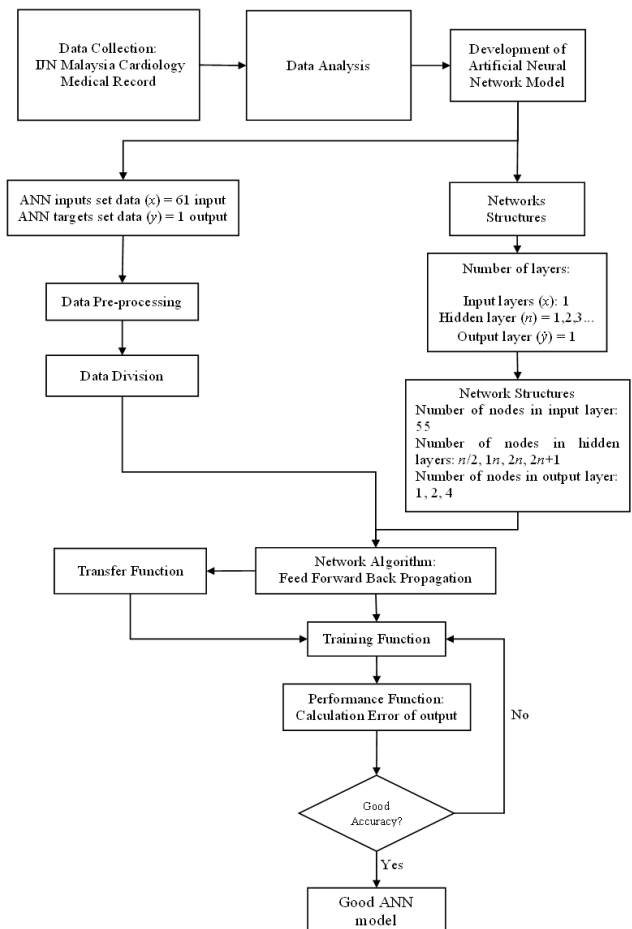 Data Collection:
IJN Malaysia Cardiology
Medical Record
Data Analysis
Development of
Artificial Neural
Network Model
ANN inputs set data (x) = 61 input
ANN targets set data (y) = 1 output
Data Pre-processing
Data Division
Networks
Structures
Number of layers:
Input layers (x): 1
Hidden layer (n) = 1,2,3...
Output layer (ŷ) = 1
Network Structures
Number of nodes in input layer:
55
Number of nodes in hidden
layers: n/2, 1n, 2n, 2n+1
Number of nodes in output layer:
1, 2, 4
Network Algorithm:
Feed Forward Back Propagation
Transfer Function
Training Function
Performance Function:
Calculation Error of output
No
Good
Accuracy?
Yes
Good ANN
model